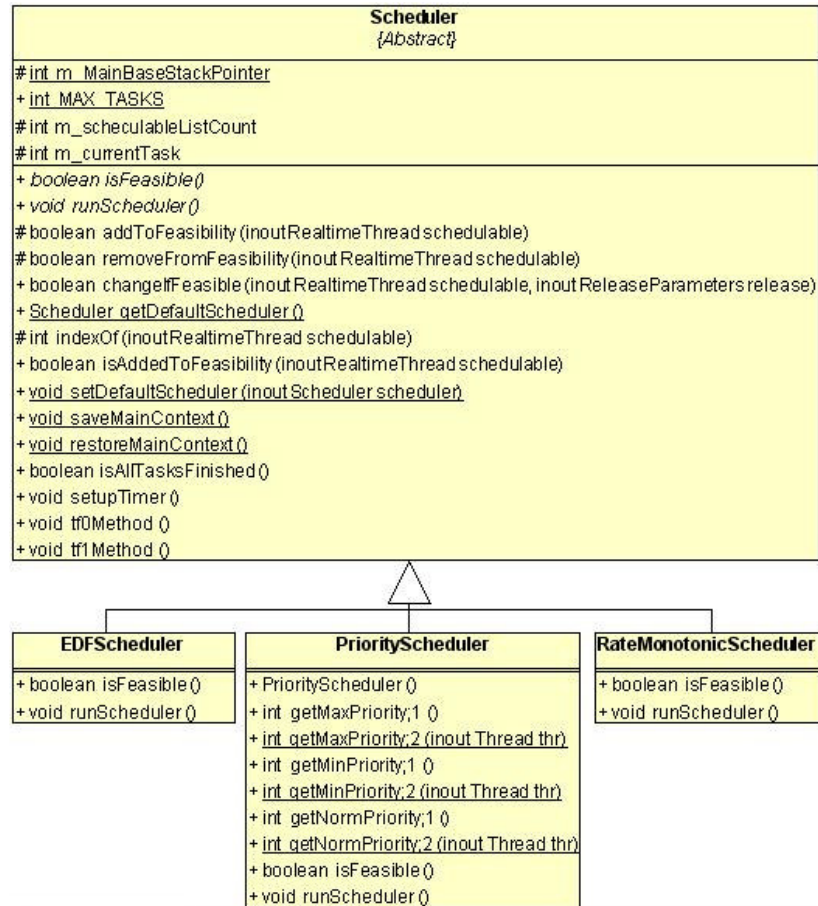 Scheduler
{Abstract}
# int m_MainBaseStackPointer
+ int MAX_TASKS
# int m_scheculableListCount
# int m_currentTask
+ boolean isFeasible()
+ void runScheduler()
# boolean addToFeasibility(inout RealtimeThread schedulable)
# boolean removeFromFeasibility(inout RealtimeThread schedulable)
+ boolean changeIfFeasible(inout RealtimeThread schedulable, inout ReleaseParameters release)
+ Scheduler getDefaultScheduler()
# int indexOf(inout RealtimeThread schedulable)
+ boolean isAddedToFeasibility(inout RealtimeThread schedulable)
+ void setDefaultScheduler(inout Scheduler scheduler)
+ void saveMainContext()
+ void restoreMainContext()
+ boolean isAllTasksFinished()
+ void setupTimer()
+ void tf0Method()
+ void tf1Method()
EDFScheduler
+ boolean isFeasible()
+ void runScheduler()
PriorityScheduler
+ PriorityScheduler()
+ int getMaxPriority;1 ()
+ int getMaxPriority;2 (inout Thread thr)
+ int getMinPriority;1 ()
+ int getMinPriority;2 (inout Thread thr)
+ int getNormPriority;1 ()
+ int getNormPriority;2 (inout Thread thr)
+ boolean isFeasible()
+ void runScheduler()
RateMonotonicScheduler
+ boolean isFeasible()
+ void runScheduler()